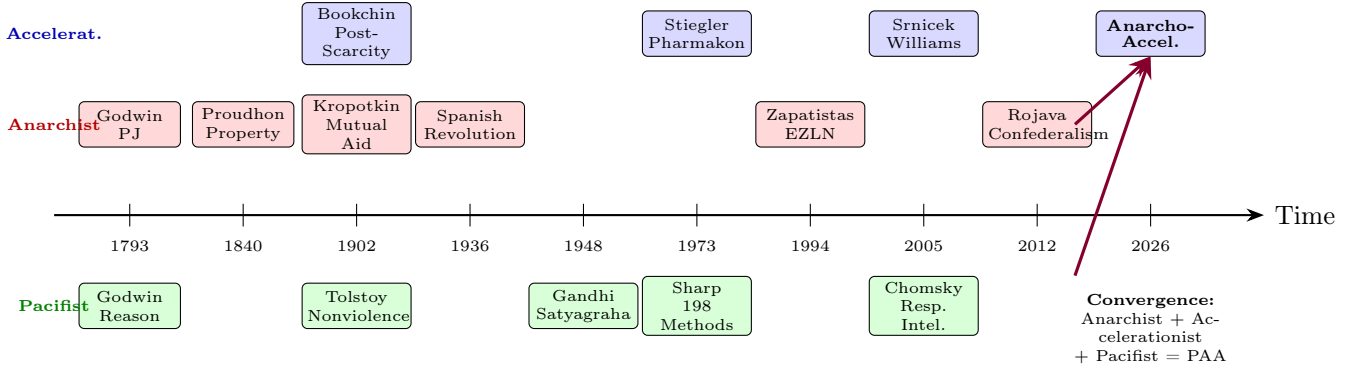 Accelerat.
Bookchin
Post-
Scarcity
Stiegler
Pharmakon
Srnicek
Williams
Anarcho-
Accel.
Anarchist
Godwin
PJ
Proudhon
Property
Kropotkin
Mutual
Aid
Spanish
Revolution
Zapatistas
EZLN
Rojava
Confederalism
Time
1793
1840
1902
1936
1948
1973
1994
2005
2012
2026
Pacifist
Godwin
Reason
Tolstoy
Nonviolence
Gandhi
Satyagraha
Sharp
198
Methods
Chomsky
Resp.
Intel.
Convergence:
Anarchist + Ac-
celerationist
+ Pacifist = PAA